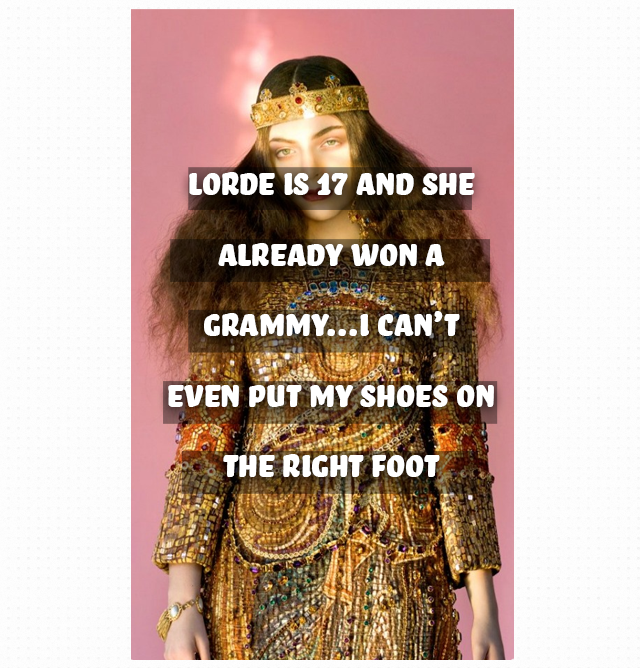 LORDE IS 17 AND SHE
ALREADY WON A
GRAMMY...I CAN'T
EVEN PUT MY SHOES ON
THE RIGHT FOOT